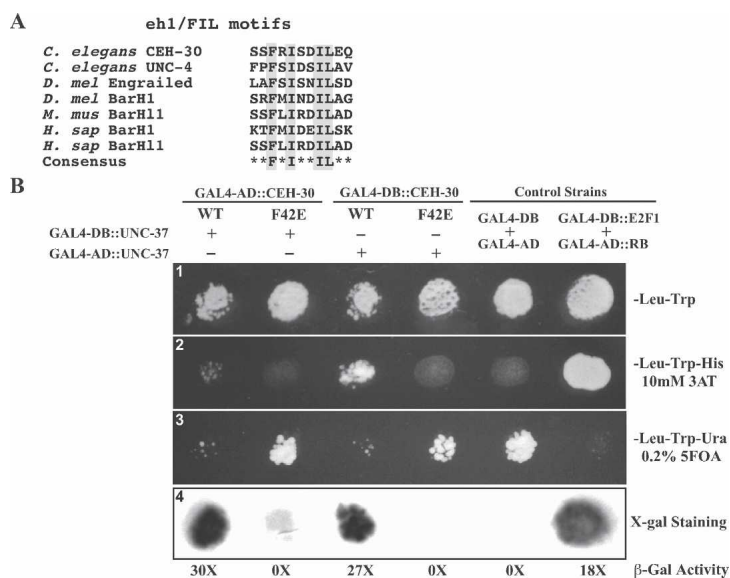 A
eh1/FIL motifs
C. elegans CEH-30 SSFRISDILEQ
C. elegans UNC-4 FPFSIDSILAV
D. mel Engrailed LAFSISNILSD
D. mel BarH1 SRFMINDILAG
M. mus BarHl1 SSFLIRDILAD
H. sap BarH1 KTFMIDEILSK
H. sap BarHl1 SSFLIRDILAD
Consensus **F*I**IL**
B
GAL4-AD::CEH-30 GAL4-DB::CEH-30 Control Strains
WT F42E WT F42E GAL4-DB + GAL4-AD GAL4-DB::E2F1 + GAL4-AD::RB
GAL4-DB::UNC-37 + + – –
GAL4-AD::UNC-37 – – + +
1 -Leu-Trp
2 -Leu-Trp-His
10mM 3AT
3 -Leu-Trp-Ura
0.2% 5FOA
4 X-gal Staining
30X 0X 27X 0X 0X 18X β-Gal Activity